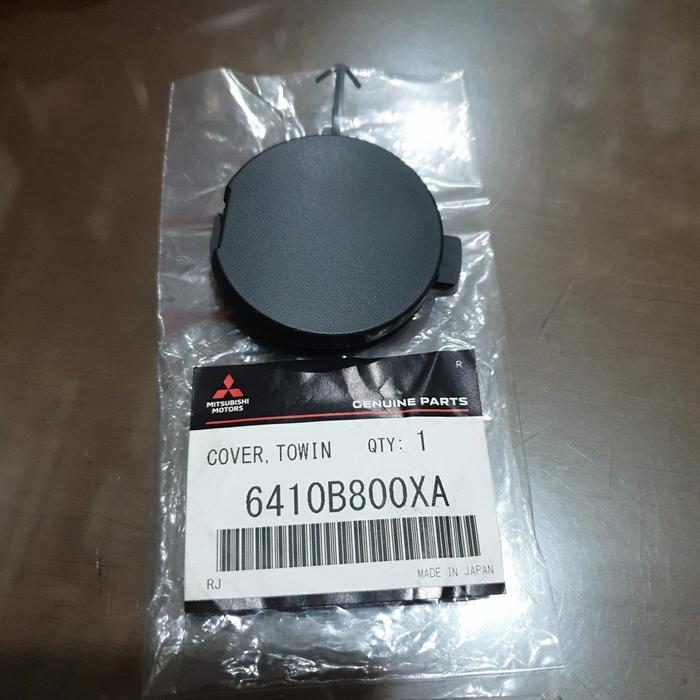 R
MITSUBISHI
MOTORS
GENUINE PARTS
COVER, TOWIN QTY: 1
6410B800XA
RJ
MADE IN JAPAN